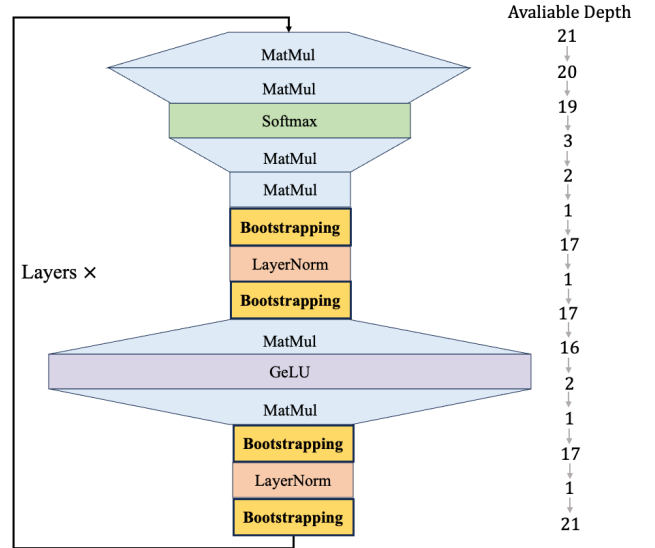 Avaliable Depth
21
MatMul
20
MatMul
19
Softmax
3
MatMul
2
MatMul
1
Bootstrapping
17
Layers ×
LayerNorm
1
Bootstrapping
17
MatMul
16
GeLU
2
MatMul
1
Bootstrapping
17
LayerNorm
1
Bootstrapping
21